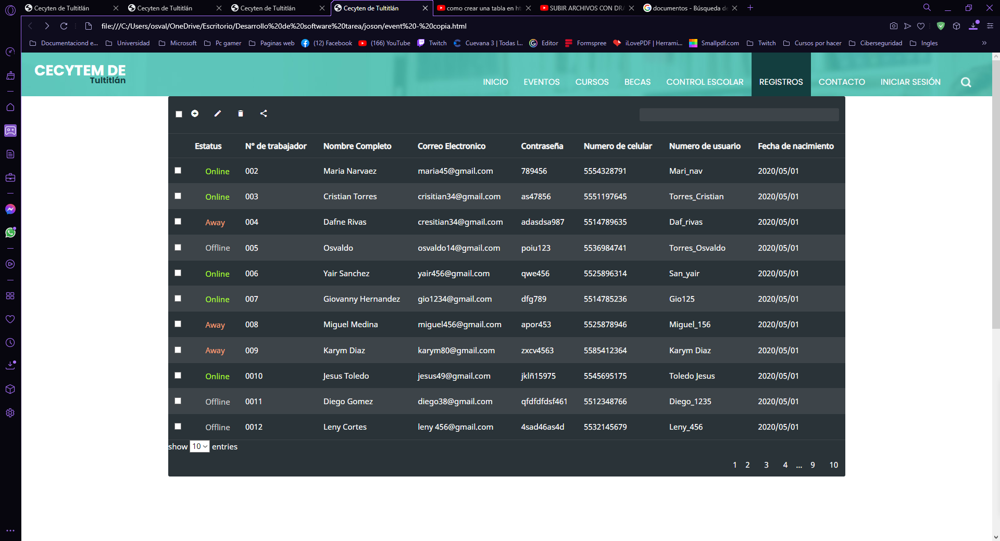 Cecyten de Tultitlán
Cecyten de Tultitlán
Cecyten de Tultitlán
Cecyten de Tultitlán
como crear una tabla en ht
SUBIR ARCHIVOS CON DRA
documentos - Búsqueda de
file:///C:/Users/osval/OneDrive/Escritorio/Desarrollo%20de%20software%20tarea/joson/event%20-%20copia.html
Documentaciond e... Universidad Microsoft Pc gamer Paginas web (12) Facebook (166) YouTube Twitch Cuevana 3 | Todas l... Editor Formspree iLovePDF | Herrami... Smallpdf.com Twitch Cursos por hacer Ciberseguridad Ingles »
CECYTEM DE
Tultitlán
INICIO EVENTOS CURSOS BECAS CONTROL ESCOLAR REGISTROS CONTACTO INICIAR SESIÓN
Estatus N° de trabajador Nombre Completo Correo Electronico Contraseña Numero de celular Numero de usuario Fecha de nacimiento
Online 002 Maria Narvaez maria45@gmail.com 789456 5554328791 Mari_nav 2020/05/01
Online 003 Cristian Torres crisitian34@gmail.com as47856 5551197645 Torres_Cristian 2020/05/01
Away 004 Dafne Rivas cresitian34@gmail.com adasdsa987 5514789635 Daf_rivas 2020/05/01
Offline 005 Osvaldo osvaldo14@gmail.com poiu123 5536984741 Torres_Osvaldo 2020/05/01
Online 006 Yair Sanchez yair456@gmail.com qwe456 5525896314 San_yair 2020/05/01
Online 007 Giovanny Hernandez gio1234@gmail.com dfg789 5514785236 Gio125 2020/05/01
Away 008 Miguel Medina miguel456@gmail.com apor453 5525878946 Miguel_156 2020/05/01
Away 009 Karym Diaz karym80@gmail.com zxcv4563 5585412364 Karym Diaz 2020/05/01
Online 0010 Jesus Toledo jesus49@gmail.com jklñ15975 5545695175 Toledo Jesus 2020/05/01
Offline 0011 Diego Gomez diego38@gmail.com qfdfdfdsf461 5512348766 Diego_1235 2020/05/01
Offline 0012 Leny Cortes leny 456@gmail.com 4sad46as4d 5532145679 Leny_456 2020/05/01
show 10 entries
1 2 3 4 ... 9 10